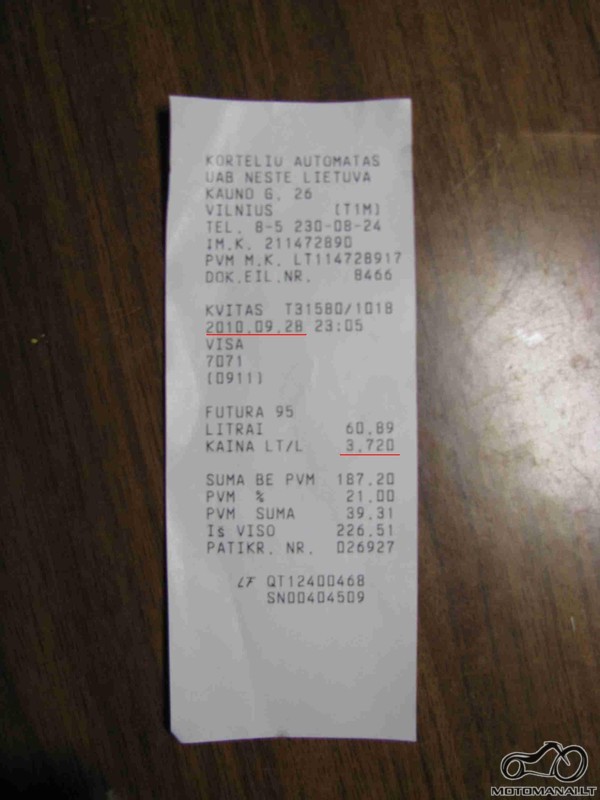 KORTELIU AUTOMATAS
UAB NESTE LIETUVA
KAUNO G. 26
VILNIUS (T1M)
TEL. 8-5 230-08-24
IM.K. 211472890
PVM M.K. LT114728917
DOK.EIL.NR. 8466
KVITAS T31580/1018
2010.09.28 23:05
VISA
7071
(0911)
FUTURA 95
LITRAI 60.89
KAINA LT/L 3.720
SUMA BE PVM 187.20
PVM % 21.00
PVM SUMA 39.31
Iš VISO 226.51
PATIKR. NR. 026927
LF QT12400468
SN00404509
MOTOMANAI.LT